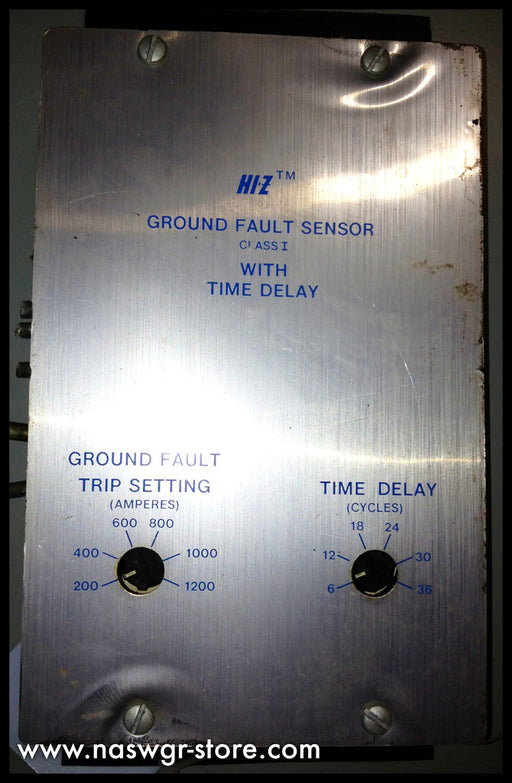 HI-Z™
GROUND FAULT SENSOR
CLASS I
WITH
TIME DELAY
GROUND FAULT
TRIP SETTING
(AMPERES)
600 800
400 1000
200 1200
TIME DELAY
(CYCLES)
18 24
12 30
6 36
www.naswgr-store.com